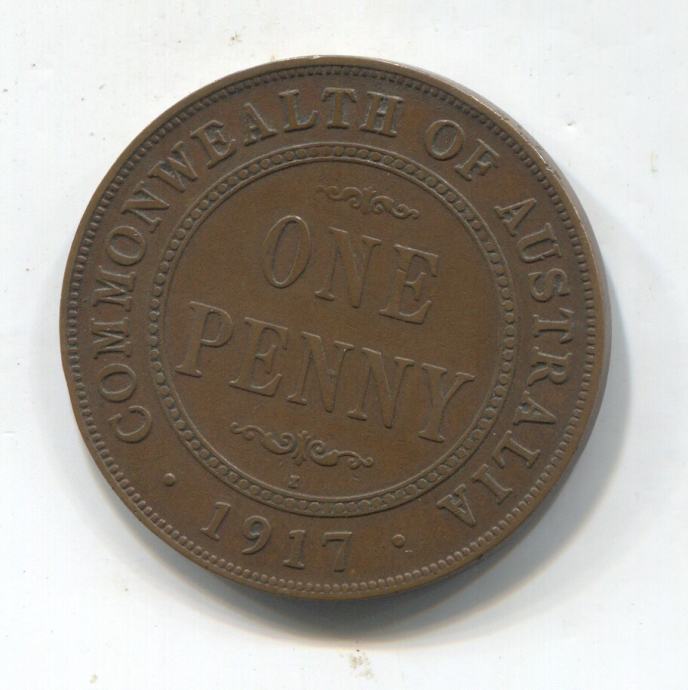 COMMONWEALTH OF AUSTRALIA
ONE
PENNY
I
· 1917 ·